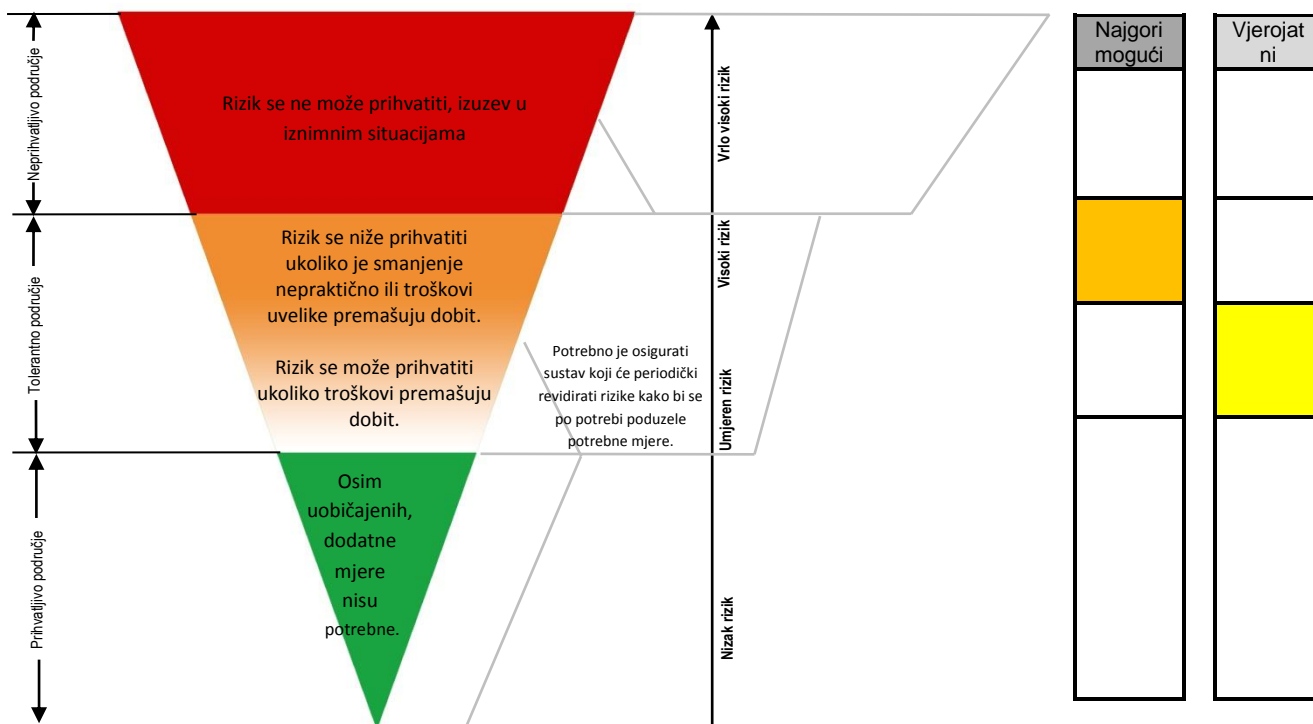 Neprihvatljivo područje
Tolerantno područje
Prihvatljivo područje
Rizik se ne može prihvatiti, izuzev u
iznimnim situacijama
Rizik se niže prihvatiti
ukoliko je smanjenje
nepraktično ili troškovi
uvelike premašuju dobit.
Rizik se može prihvatiti
ukoliko troškovi premašuju
dobit.
Osim
uobičajenih,
dodatne
mjere
nisu
potrebne.
Potrebno je osigurati
sustav koji će periodički
revidirati rizike kako bi se
po potrebi poduzele
potrebne mjere.
Vrlo visoki rizik
Visoki rizik
Umjeren rizik
Nizak rizik
Najgori
mogući
Vjerojat
ni